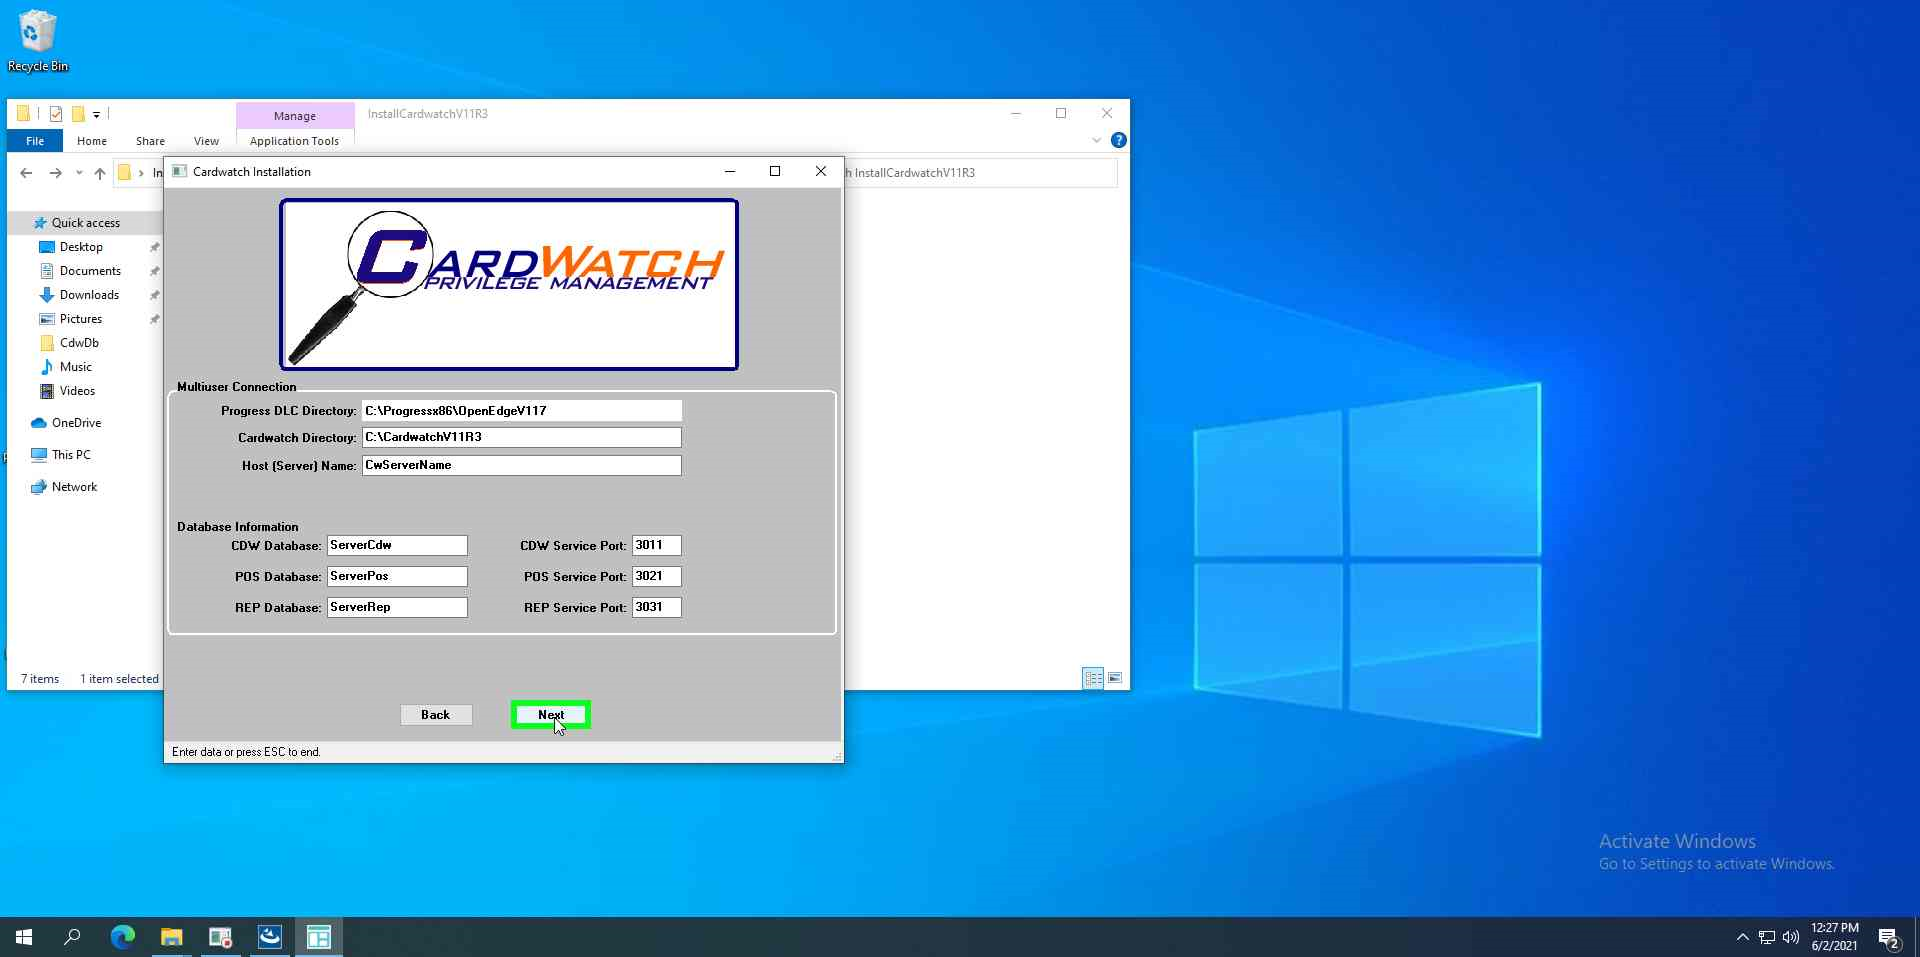 Recycle Bin
Manage
InstallCardwatchV11R3
File
Home
Share
View
Application Tools
In
h InstallCardwatchV11R3
Quick access
Desktop
Documents
Downloads
Pictures
CdwDb
Music
Videos
OneDrive
This PC
Network
7 items
1 item selected
Cardwatch Installation
CARDWATCH
PRIVILEGE MANAGEMENT
Multiuser Connection
Progress DLC Directory: C:\Progressx86\OpenEdgeV117
Cardwatch Directory: C:\CardwatchV11R3
Host (Server) Name: CwServerName
Database Information
CDW Database: ServerCdw CDW Service Port: 3011
POS Database: ServerPos POS Service Port: 3021
REP Database: ServerRep REP Service Port: 3031
Back
Next
Enter data or press ESC to end.
Activate Windows
Go to Settings to activate Windows.
12:27 PM
6/2/2021
2